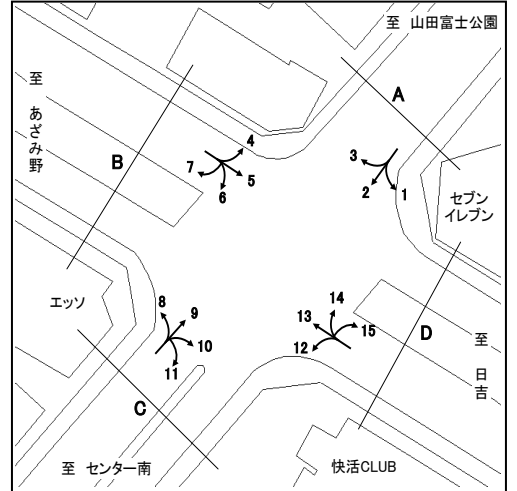 至 山田富士公園
A
至 あざみ野
B
4
7
5
6
3
2
1
セブン
イレブン
エッソ
8
9
10
11
14
13
15
12
D
至 日吉
C
至 センター南
快活CLUB